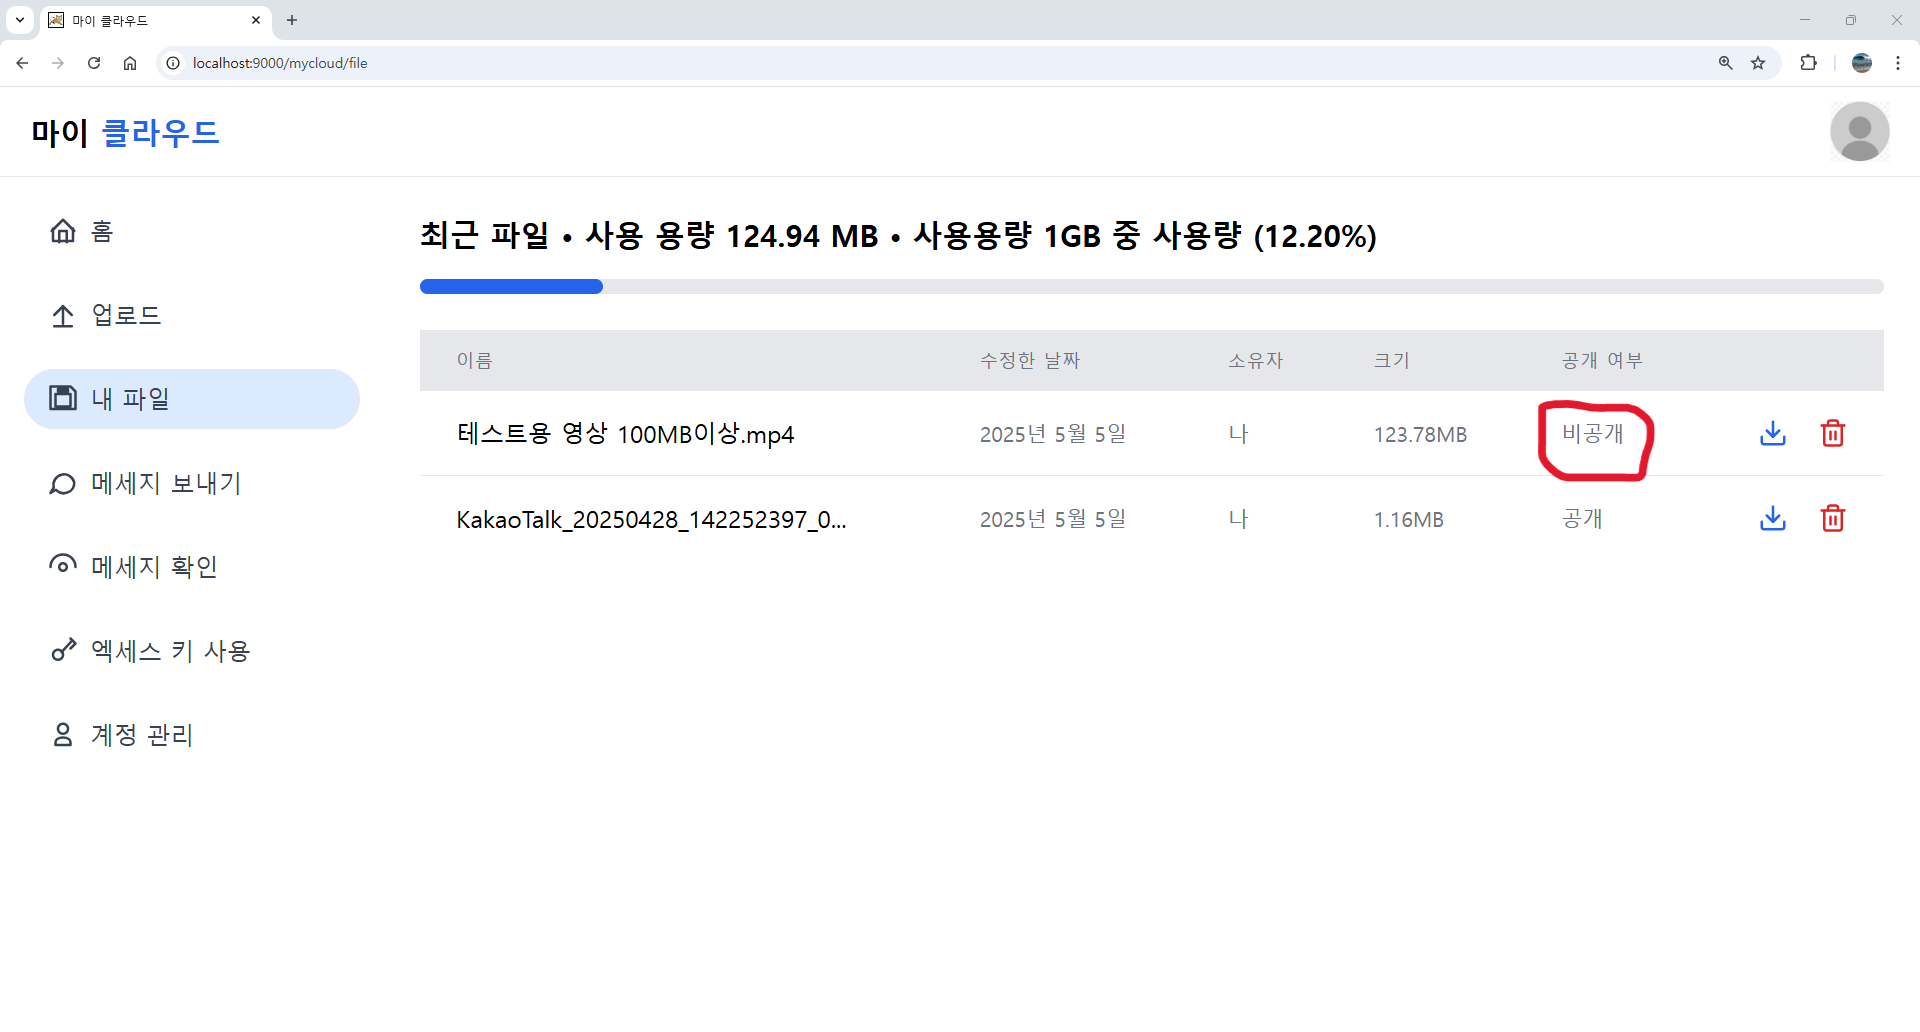 마이 클라우드
localhost:9000/mycloud/file
마이 클라우드
홈
업로드
내 파일
메세지 보내기
메세지 확인
엑세스 키 사용
계정 관리
최근 파일 • 사용 용량 124.94 MB • 사용용량 1GB 중 사용량 (12.20%)
이름 수정한 날짜 소유자 크기 공개 여부
테스트용 영상 100MB이상.mp4 2025년 5월 5일 나 123.78MB 비공개
KakaoTalk_20250428_142252397_0... 2025년 5월 5일 나 1.16MB 공개